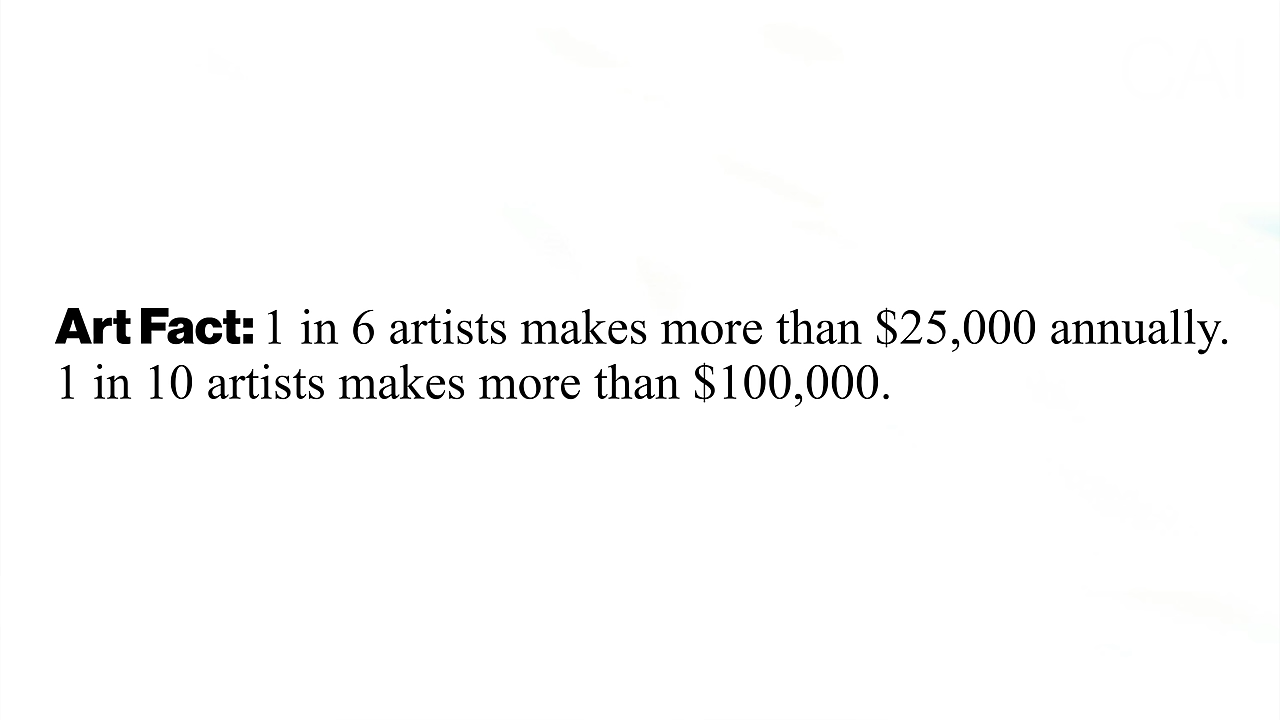 CAI
Art Fact: 1 in 6 artists makes more than $25,000 annually.
1 in 10 artists makes more than $100,000.